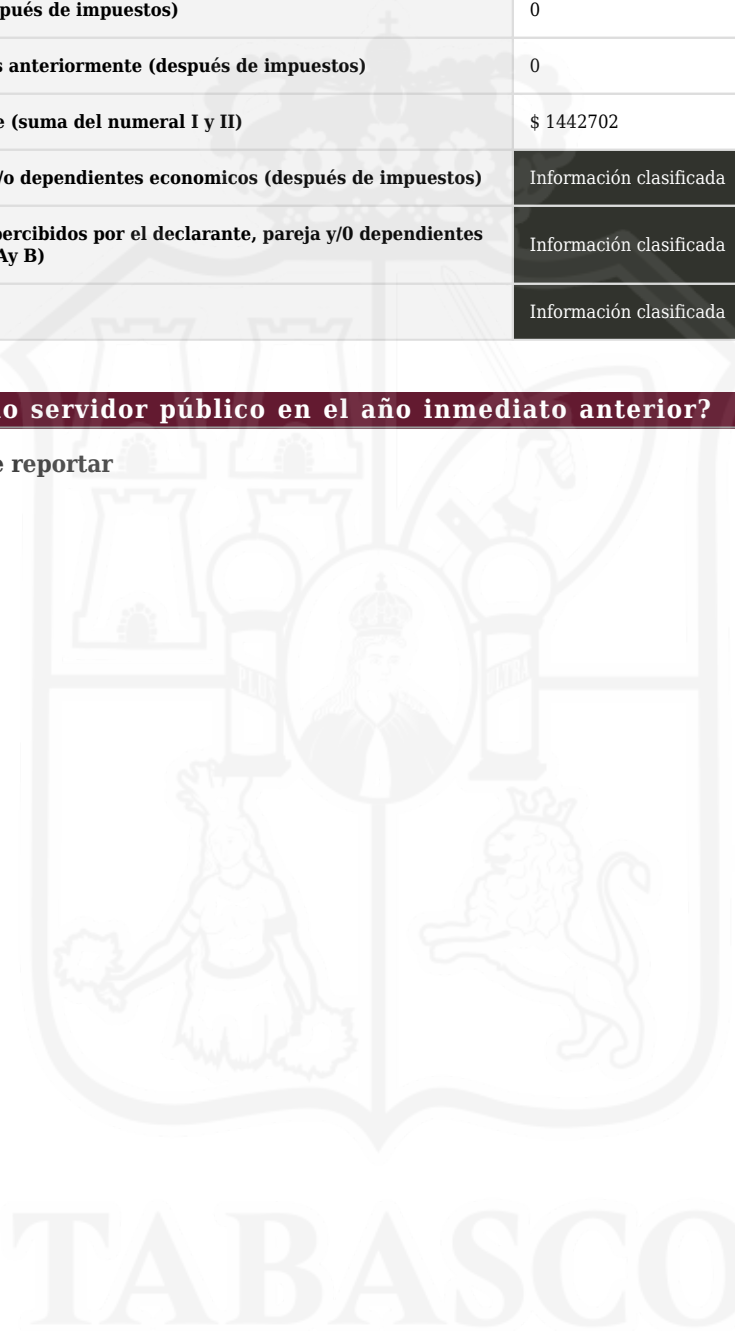 pués de impuestos)
0
s anteriormente (después de impuestos)
0
e (suma del numeral I y II)
$ 1442702
/o dependientes economicos (después de impuestos)
Información clasificada
percibidos por el declarante, pareja y/0 dependientes
Ay B)
Información clasificada
Información clasificada
o servidor público en el año inmediato anterior?
e reportar
PLUS
ULTRA
TABASCO